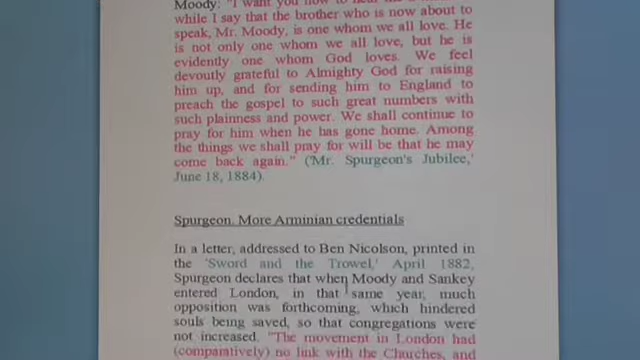 Moody: "I want you now to hear me a
while I say that the brother who is now about to
speak, Mr. Moody, is one whom we all love. He
is not only one whom we all love, but he is
evidently one whom God loves. We feel
devoutly grateful to Almighty God for raising
him up, and for sending him to England to
preach the gospel to such great numbers with
such plainness and power. We shall continue to
pray for him when he has gone home. Among
the things we shall pray for will be that he may
come back again." ('Mr. Spurgeon's Jubilee,'
June 18, 1884).
Spurgeon. More Arminian credentials
In a letter, addressed to Ben Nicolson, printed in
the 'Sword and the Trowel,' April 1882,
Spurgeon declares that when Moody and Sankey
entered London, in that same year, much
opposition was forthcoming, which hindered
souls being saved, so that congregations were
not increased. "The movement in London had
(comparatively) no link with the Churches, and